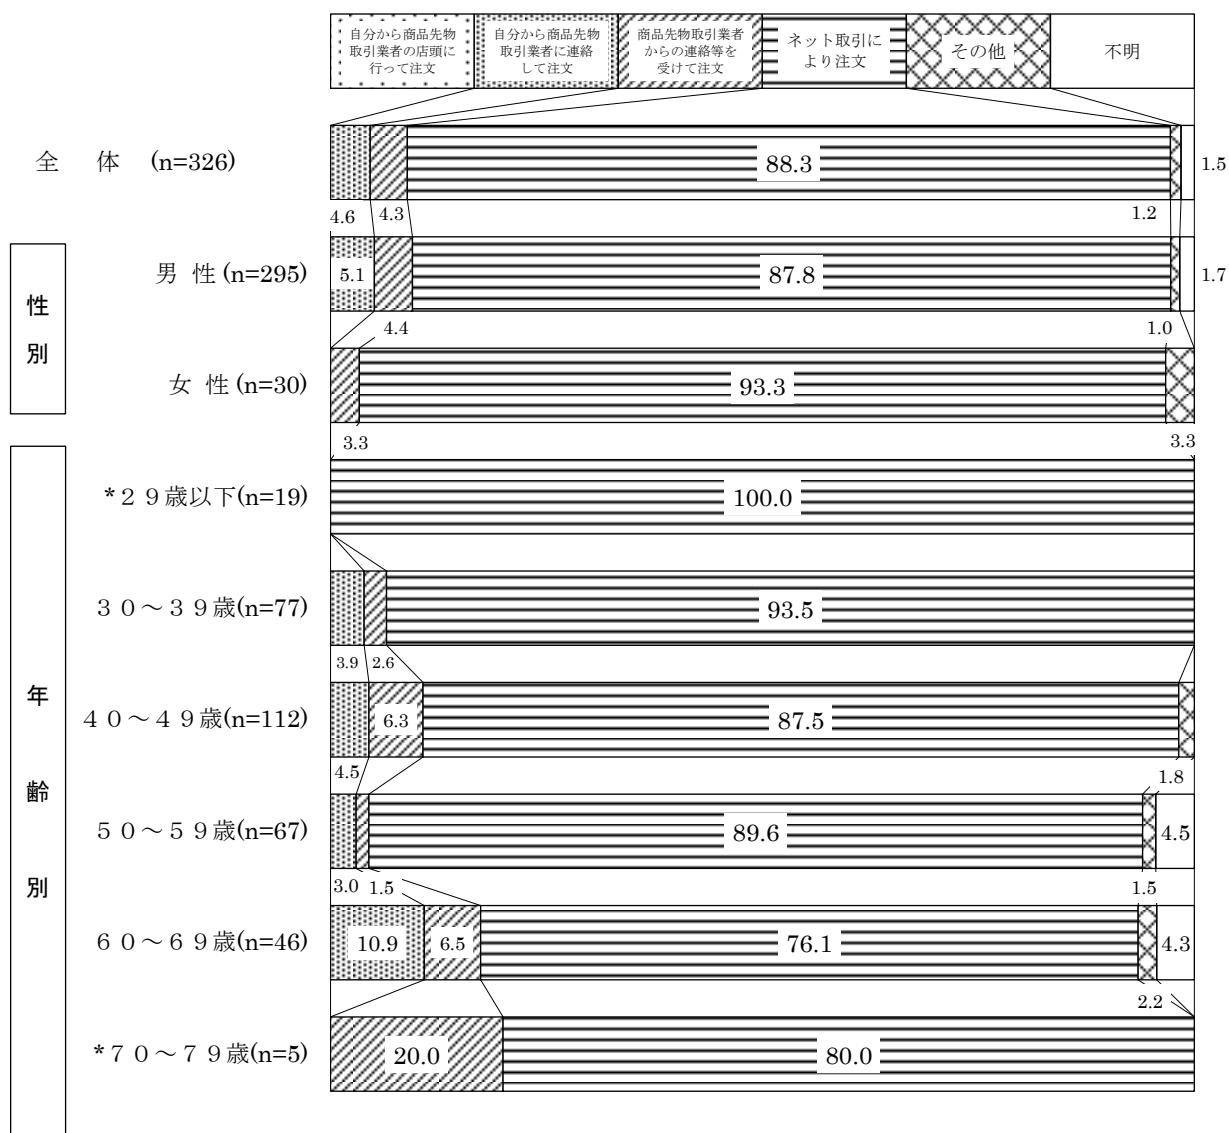 自分から商品先物
取引業者の店頭に
行って注文
自分から商品先物
取引業者に連絡
して注文
商品先物取引業者
からの連絡等を
受けて注文
ネット取引に
より注文
その他
不明
全 体 (n=326)
88.3
1.5
4.6
4.3
1.2
性別
男 性 (n=295)
5.1
87.8
1.7
4.4
1.0
女 性 (n=30)
93.3
3.3
3.3
年齢別
*２９歳以下(n=19)
100.0
３０～３９歳(n=77)
93.5
3.9
2.6
４０～４９歳(n=112)
6.3
87.5
4.5
1.8
５０～５９歳(n=67)
89.6
4.5
3.0
1.5
1.5
６０～６９歳(n=46)
10.9
6.5
76.1
4.3
2.2
*７０～７９歳(n=5)
20.0
80.0